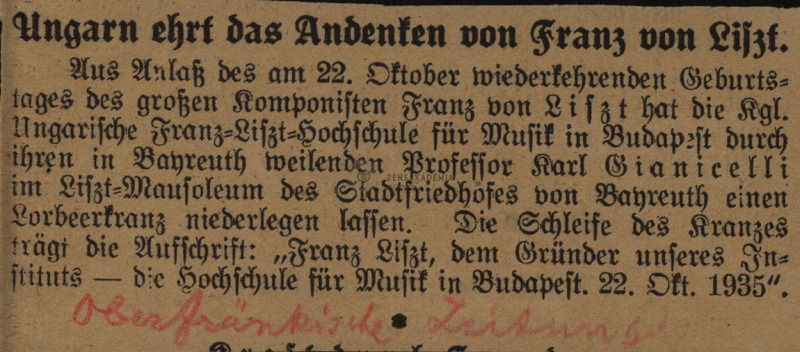 Ungarn ehrt das Andenken von Franz von Liszt.
Aus Anlaß des am 22. Oktober wiederkehrenden Geburts-
tages des großen Komponisten Franz von Liszt hat die Kgl.
Ungarische Franz-Liszt-Hochschule für Musik in Budapest durch
ihren in Bayreuth weilenden Professor Karl Gianicelli
im Liszt-Mausoleum des Stadtfriedhofes von Bayreuth einen
Lorbeerkranz niederlegen lassen. Die Schleife des Kranzes
trägt die Aufschrift: „Franz Liszt, dem Gründer unseres In-
stituts — die Hochschule für Musik in Budapest. 22. Okt. 1935“.
Oberfränkische Zeitung
ZENEAKADÉMIA